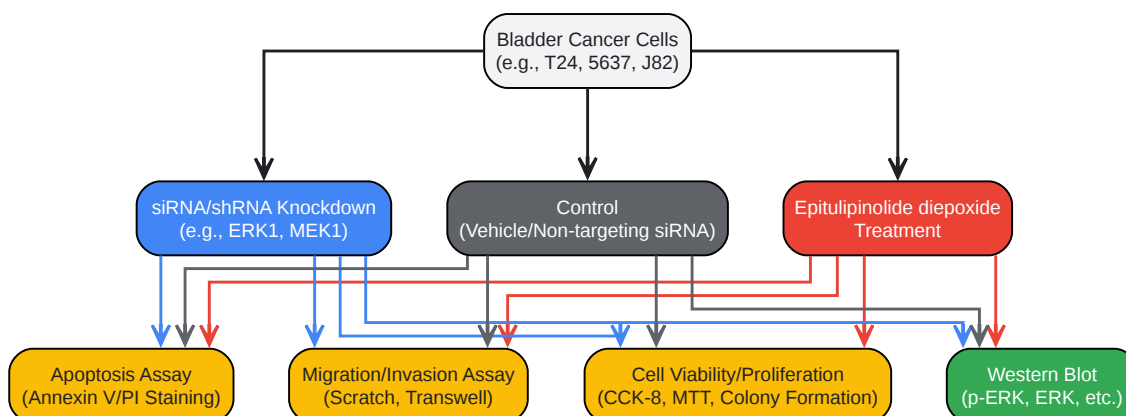 Bladder Cancer Cells
(e.g., T24, 5637, J82)
siRNA/shRNA Knockdown
(e.g., ERK1, MEK1)
Control
(Vehicle/Non-targeting siRNA)
Epitulipinolide diepoxide
Treatment
Apoptosis Assay
(Annexin V/PI Staining)
Migration/Invasion Assay
(Scratch, Transwell)
Cell Viability/Proliferation
(CCK-8, MTT, Colony Formation)
Western Blot
(p-ERK, ERK, etc.)